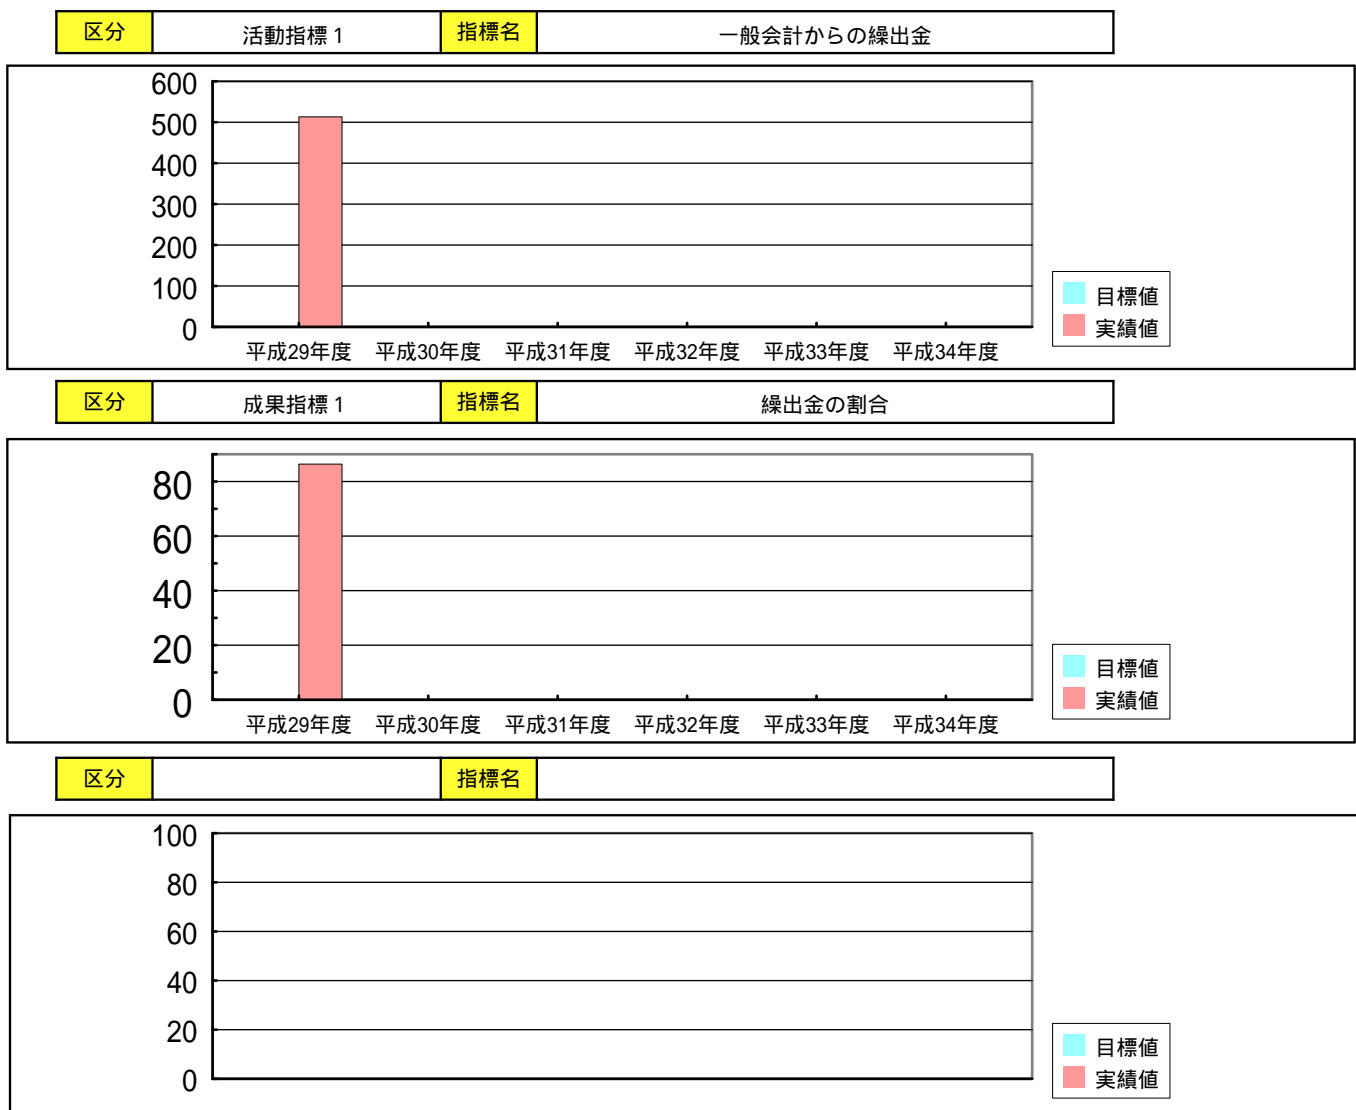 区分 活動指標１ 指標名 一般会計からの繰出金
600
500
400
300
200
100
0
平成29年度 平成30年度 平成31年度 平成32年度 平成33年度 平成34年度
目標値
実績値
区分 成果指標１ 指標名 繰出金の割合
80
60
40
20
0
平成29年度 平成30年度 平成31年度 平成32年度 平成33年度 平成34年度
目標値
実績値
区分 指標名
100
80
60
40
20
0
目標値
実績値